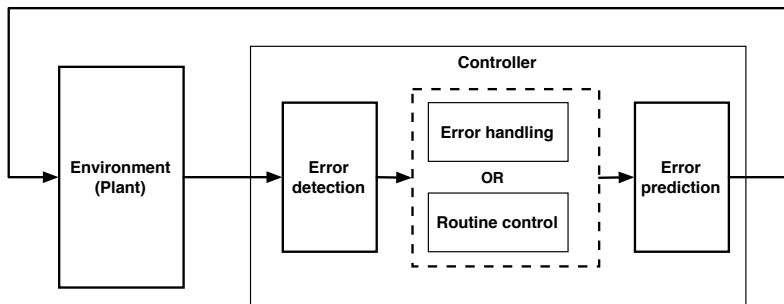 Controller
Environment
(Plant)
Error
detection
Error handling
OR
Routine control
Error
prediction